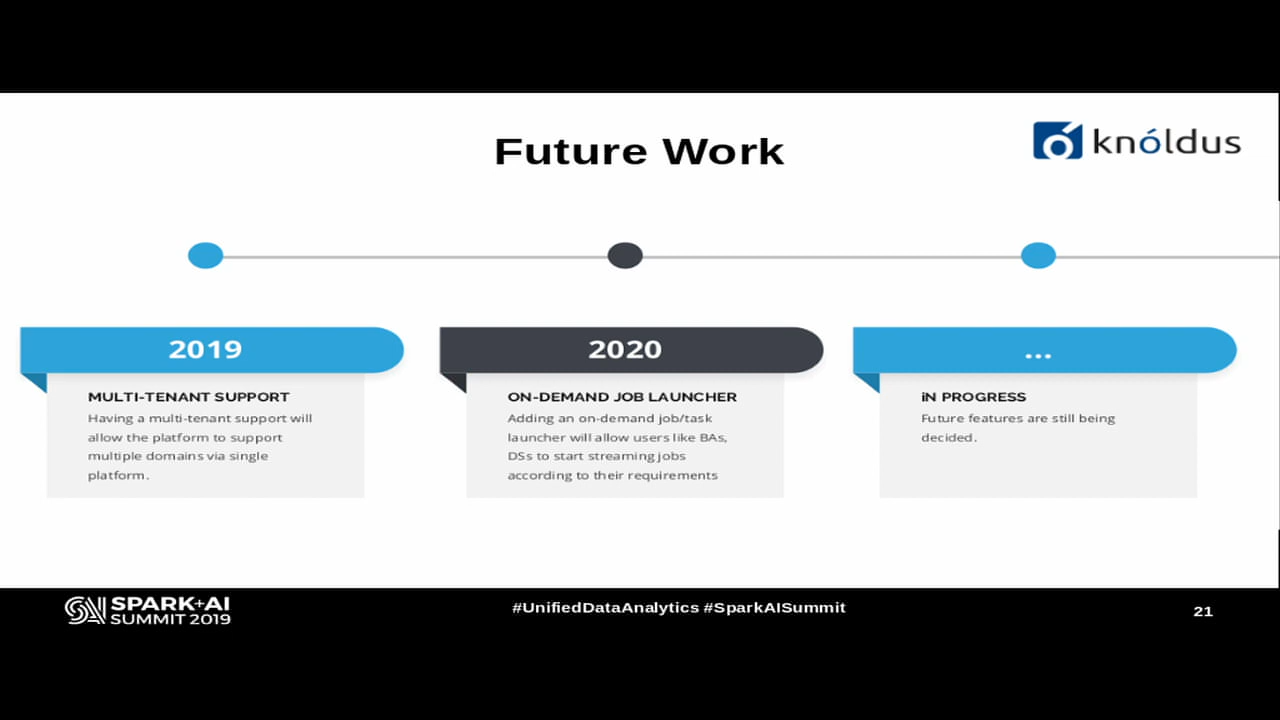 Future Work
knóldus
2019
MULTI-TENANT SUPPORT
Having a multi-tenant support will
allow the platform to support
multiple domains via single
platform.
2020
ON-DEMAND JOB LAUNCHER
Adding an on-demand job/task
launcher will allow users like BAs,
DSs to start streaming jobs
according to their requirements
...
iN PROGRESS
Future features are still being
decided.
SPARK+AI
SUMMIT 2019
#UnifiedDataAnalytics #SparkAISummit
21